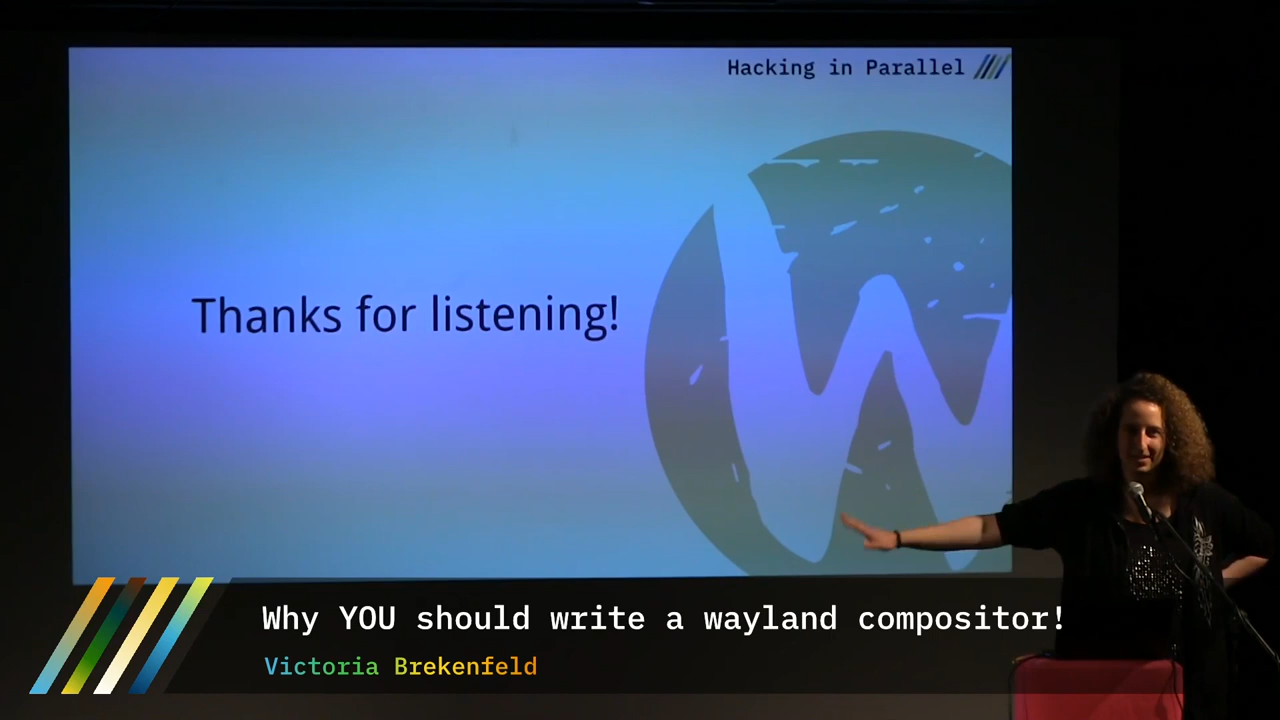 Hacking in Parallel
Thanks for listening!
Why YOU should write a wayland compositor!
Victoria Brekenfeld